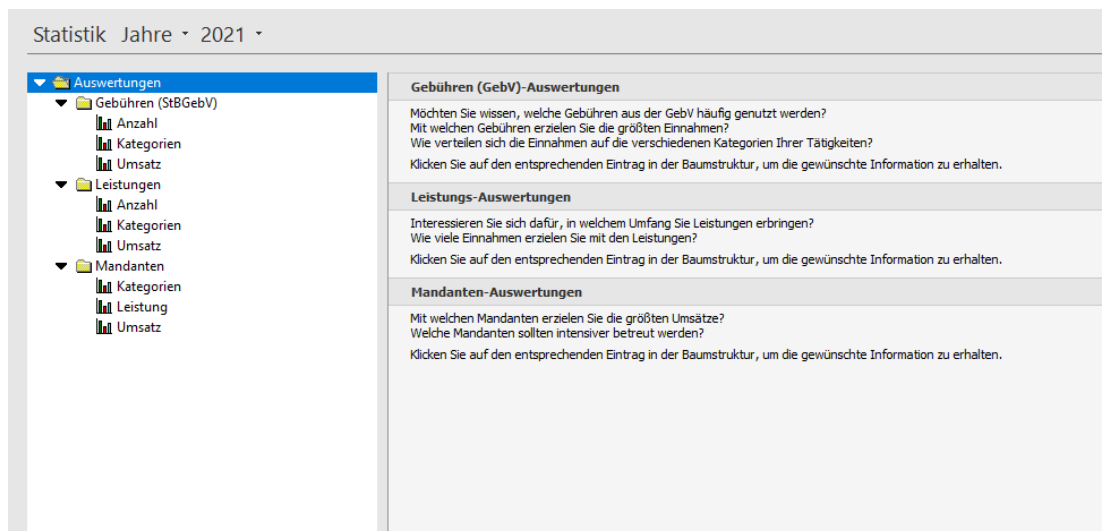 Statistik Jahre 2021
Auswertungen
Gebühren (StBGebV)
Anzahl
Kategorien
Umsatz
Leistungen
Anzahl
Kategorien
Umsatz
Mandanten
Kategorien
Leistung
Umsatz
Gebühren (GebV)-Auswertungen
Möchten Sie wissen, welche Gebühren aus der GebV häufig genutzt werden?
Mit welchen Gebühren erzielen Sie die größten Einnahmen?
Wie verteilen sich die Einnahmen auf die verschiedenen Kategorien Ihrer Tätigkeiten?
Klicken Sie auf den entsprechenden Eintrag in der Baumstruktur, um die gewünschte Information zu erhalten.
Leistungs-Auswertungen
Interessieren Sie sich dafür, in welchem Umfang Sie Leistungen erbringen?
Wie viele Einnahmen erzielen Sie mit den Leistungen?
Klicken Sie auf den entsprechenden Eintrag in der Baumstruktur, um die gewünschte Information zu erhalten.
Mandanten-Auswertungen
Mit welchen Mandanten erzielen Sie die größten Umsätze?
Welche Mandanten sollten intensiver betreut werden?
Klicken Sie auf den entsprechenden Eintrag in der Baumstruktur, um die gewünschte Information zu erhalten.